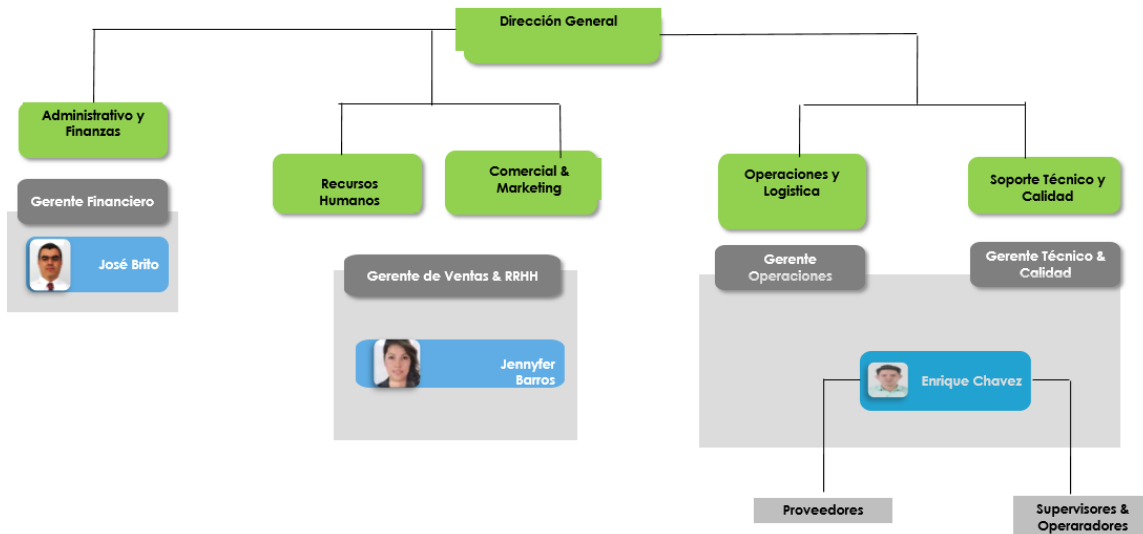 Dirección General
Administrativo y
Finanzas
Recursos
Humanos
Comercial &
Marketing
Operaciones y
Logistica
Soporte Técnico y
Calidad
Gerente Financiero
José Brito
Gerente de Ventas & RRHH
Jennyfer
Barros
Gerente
Operaciones
Gerente Técnico &
Calidad
Enrique Chavez
Proveedores
Supervisores &
Operaradores